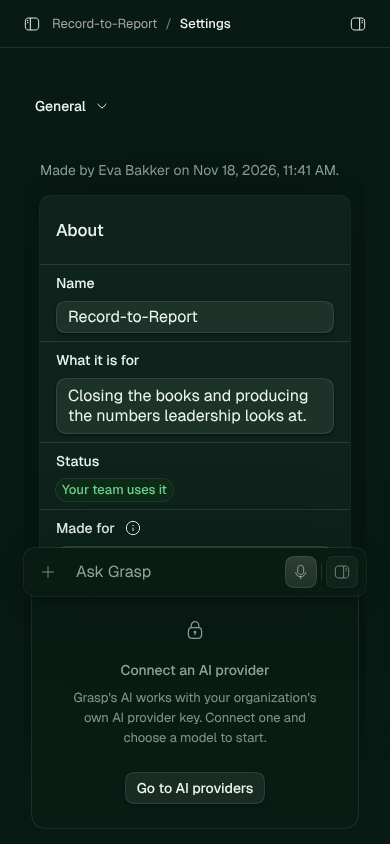 Record-to-Report / Settings
General
Made by Eva Bakker on Nov 18, 2026, 11:41 AM.
About
Name
Record-to-Report
What it is for
Closing the books and producing
the numbers leadership looks at.
Status
Your team uses it
Made for
Ask Grasp
Connect an AI provider
Grasp's AI works with your organization's
own AI provider key. Connect one and
choose a model to start.
Go to AI providers